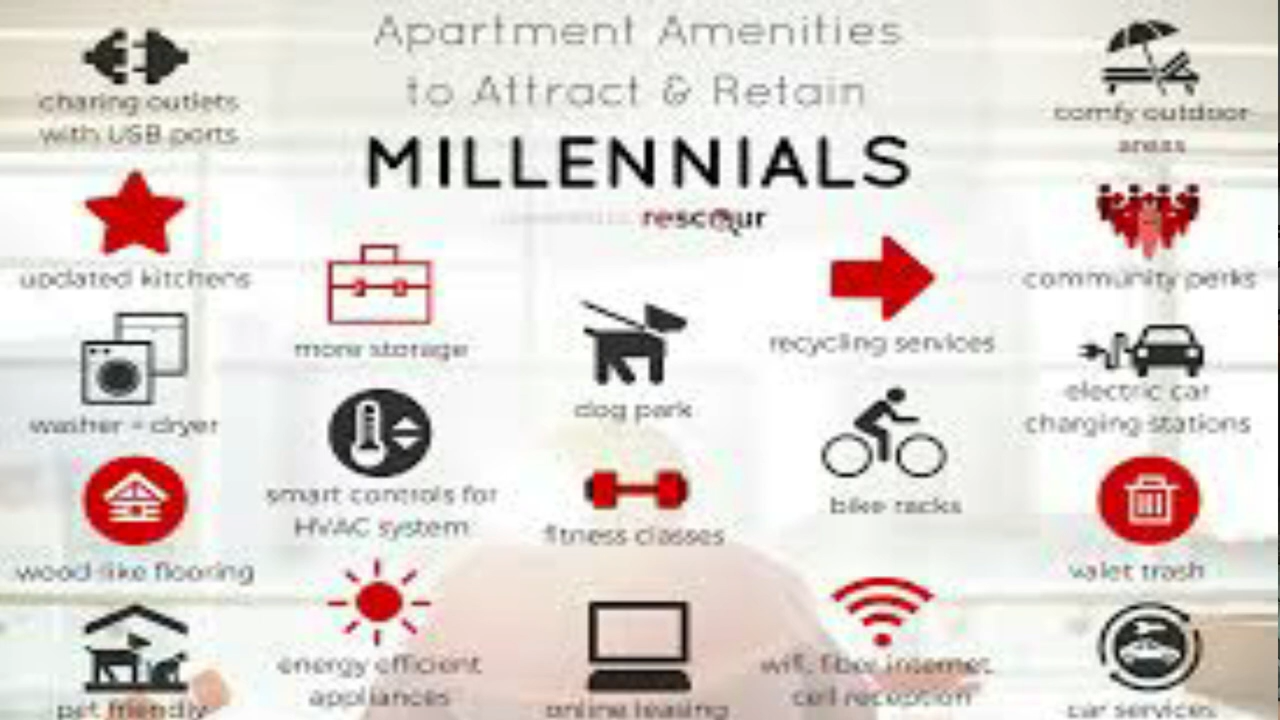 Apartment Amenities
to Attract & Retain
MILLENNIALS
rescour
charing outlets
with USB ports
updated kitchens
washer + dryer
wood-like flooring
pet friendly
more storage
smart controls for
HVAC system
energy efficient
appliances
dog park
fitness classes
online leasing
recycling services
bike racks
wifi, fiber internet,
cell reception
comfy outdoor
areas
community perks
electric car
charging stations
valet trash
car services